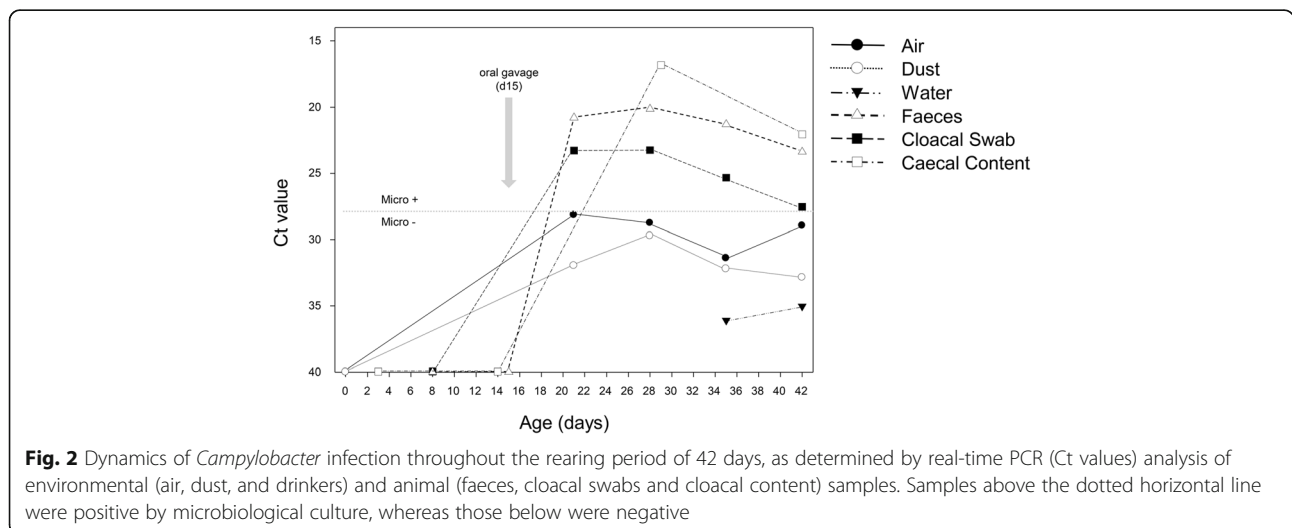 15
20
25
30
35
40
Ct value
oral gavage
(d15)
Micro +
Micro -
0 2 4 6 8 10 12 14 16 18 20 22 24 26 28 30 32 34 36 38 40 42
Age (days)
Air
Dust
Water
Faeces
Cloacal Swab
Caecal Content
Fig. 2 Dynamics of Campylobacter infection throughout the rearing period of 42 days, as determined by real-time PCR (Ct values) analysis of
environmental (air, dust, and drinkers) and animal (faeces, cloacal swabs and cloacal content) samples. Samples above the dotted horizontal line
were positive by microbiological culture, whereas those below were negative